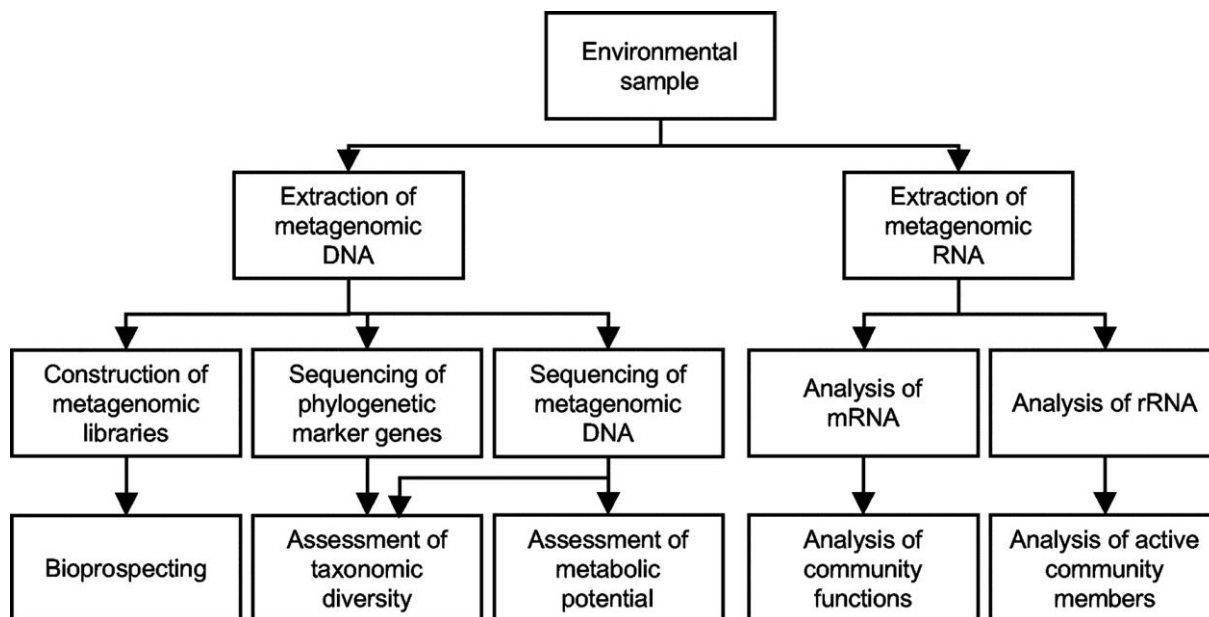 Environmental
sample
Extraction of
metagenomic
DNA
Extraction of
metagenomic
RNA
Construction of
metagenomic
libraries
Sequencing of
phylogenetic
marker genes
Sequencing of
metagenomic
DNA
Analysis of
mRNA
Analysis of rRNA
Bioprospecting
Assessment of
taxonomic
diversity
Assessment of
metabolic
potential
Analysis of
community
functions
Analysis of active
community
members